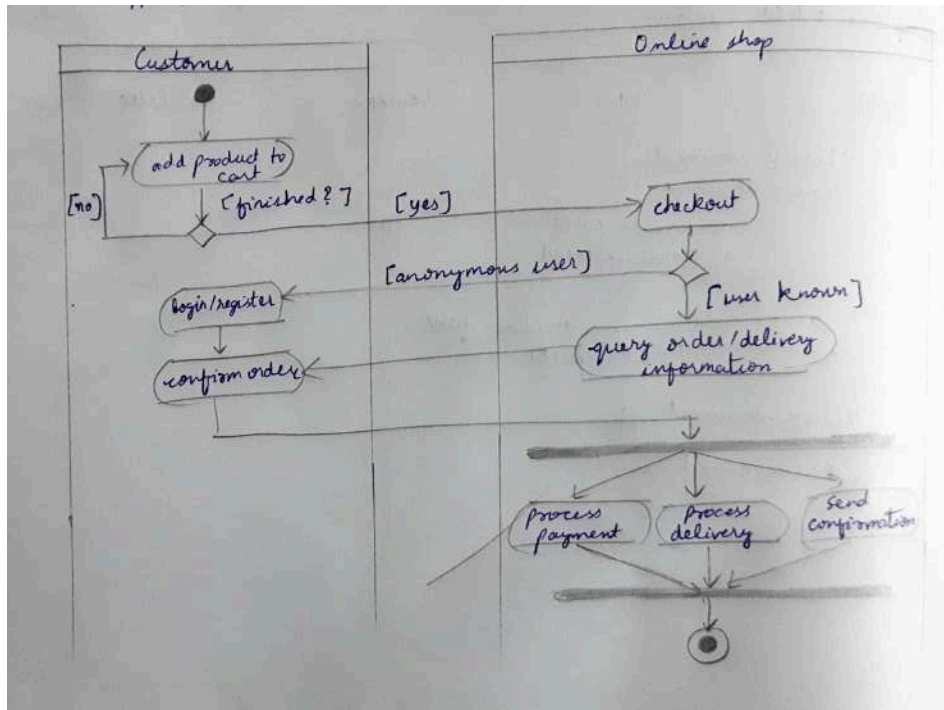 Customer
Online shop
add product to
cart
[no]
[finished?]
[yes]
checkout
[anonymous user]
[user known]
login/register
query order/delivery
information
confirm order
process
payment
process
delivery
send
confirmation